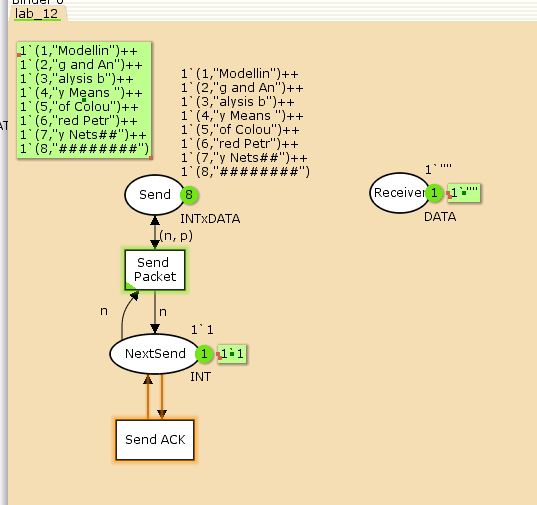 Binder 0
lab_12
1`(1,"Modellin")++
1`(2,"g and An")++
1`(3,"alysis b")++
1`(4,"y Means ")++
1`(5,"of Colou")++
1`(6,"red Petr")++
1`(7,"y Nets##")++
1`(8,"########")
1`(1,"Modellin")++
1`(2,"g and An")++
1`(3,"alysis b")++
1`(4,"y Means ")++
1`(5,"of Colou")++
1`(6,"red Petr")++
1`(7,"y Nets##")++
1`(8,"########")
Send
8
INTxDATA
1`""
Receiver
1
1`""
DATA
(n, p)
Send
Packet
n
n
1`1
NextSend
1
1`1
INT
Send ACK